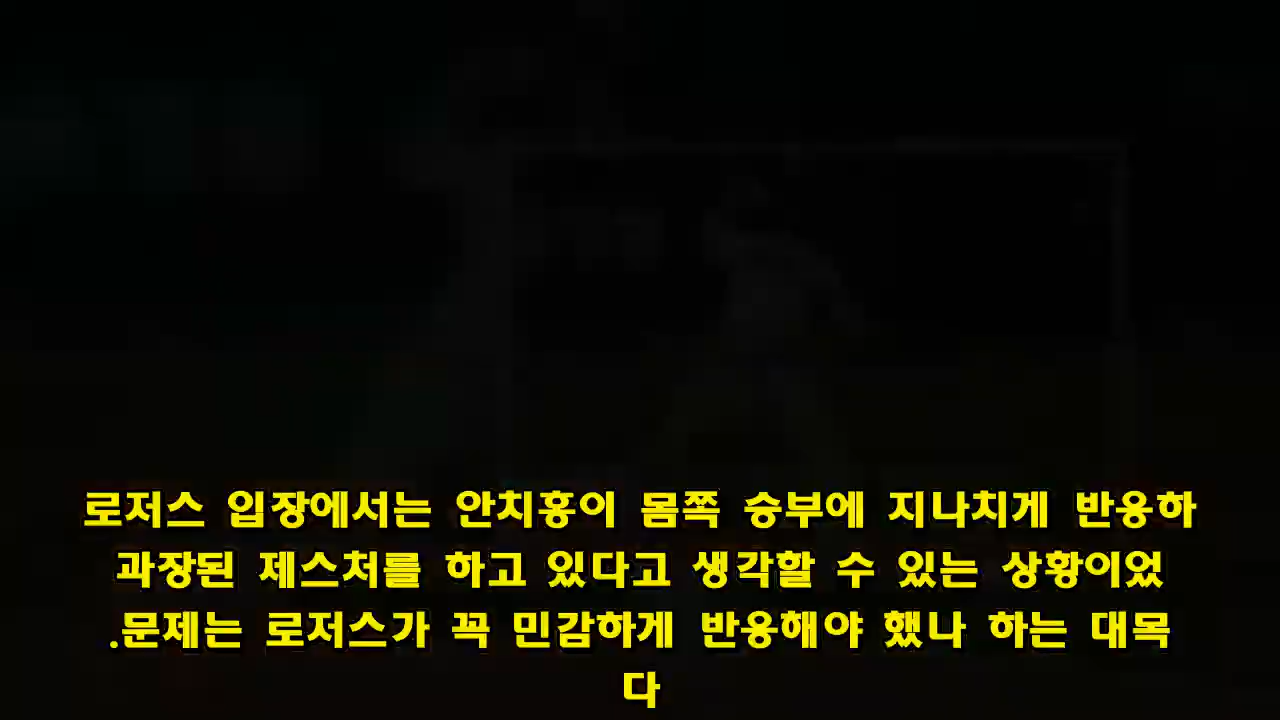 로저스 입장에서는 안치홍이 몸쪽 승부에 지나치게 반응하
과장된 제스처를 하고 있다고 생각할 수 있는 상황이었
.문제는 로저스가 꼭 민감하게 반응해야 했나 하는 대목
다